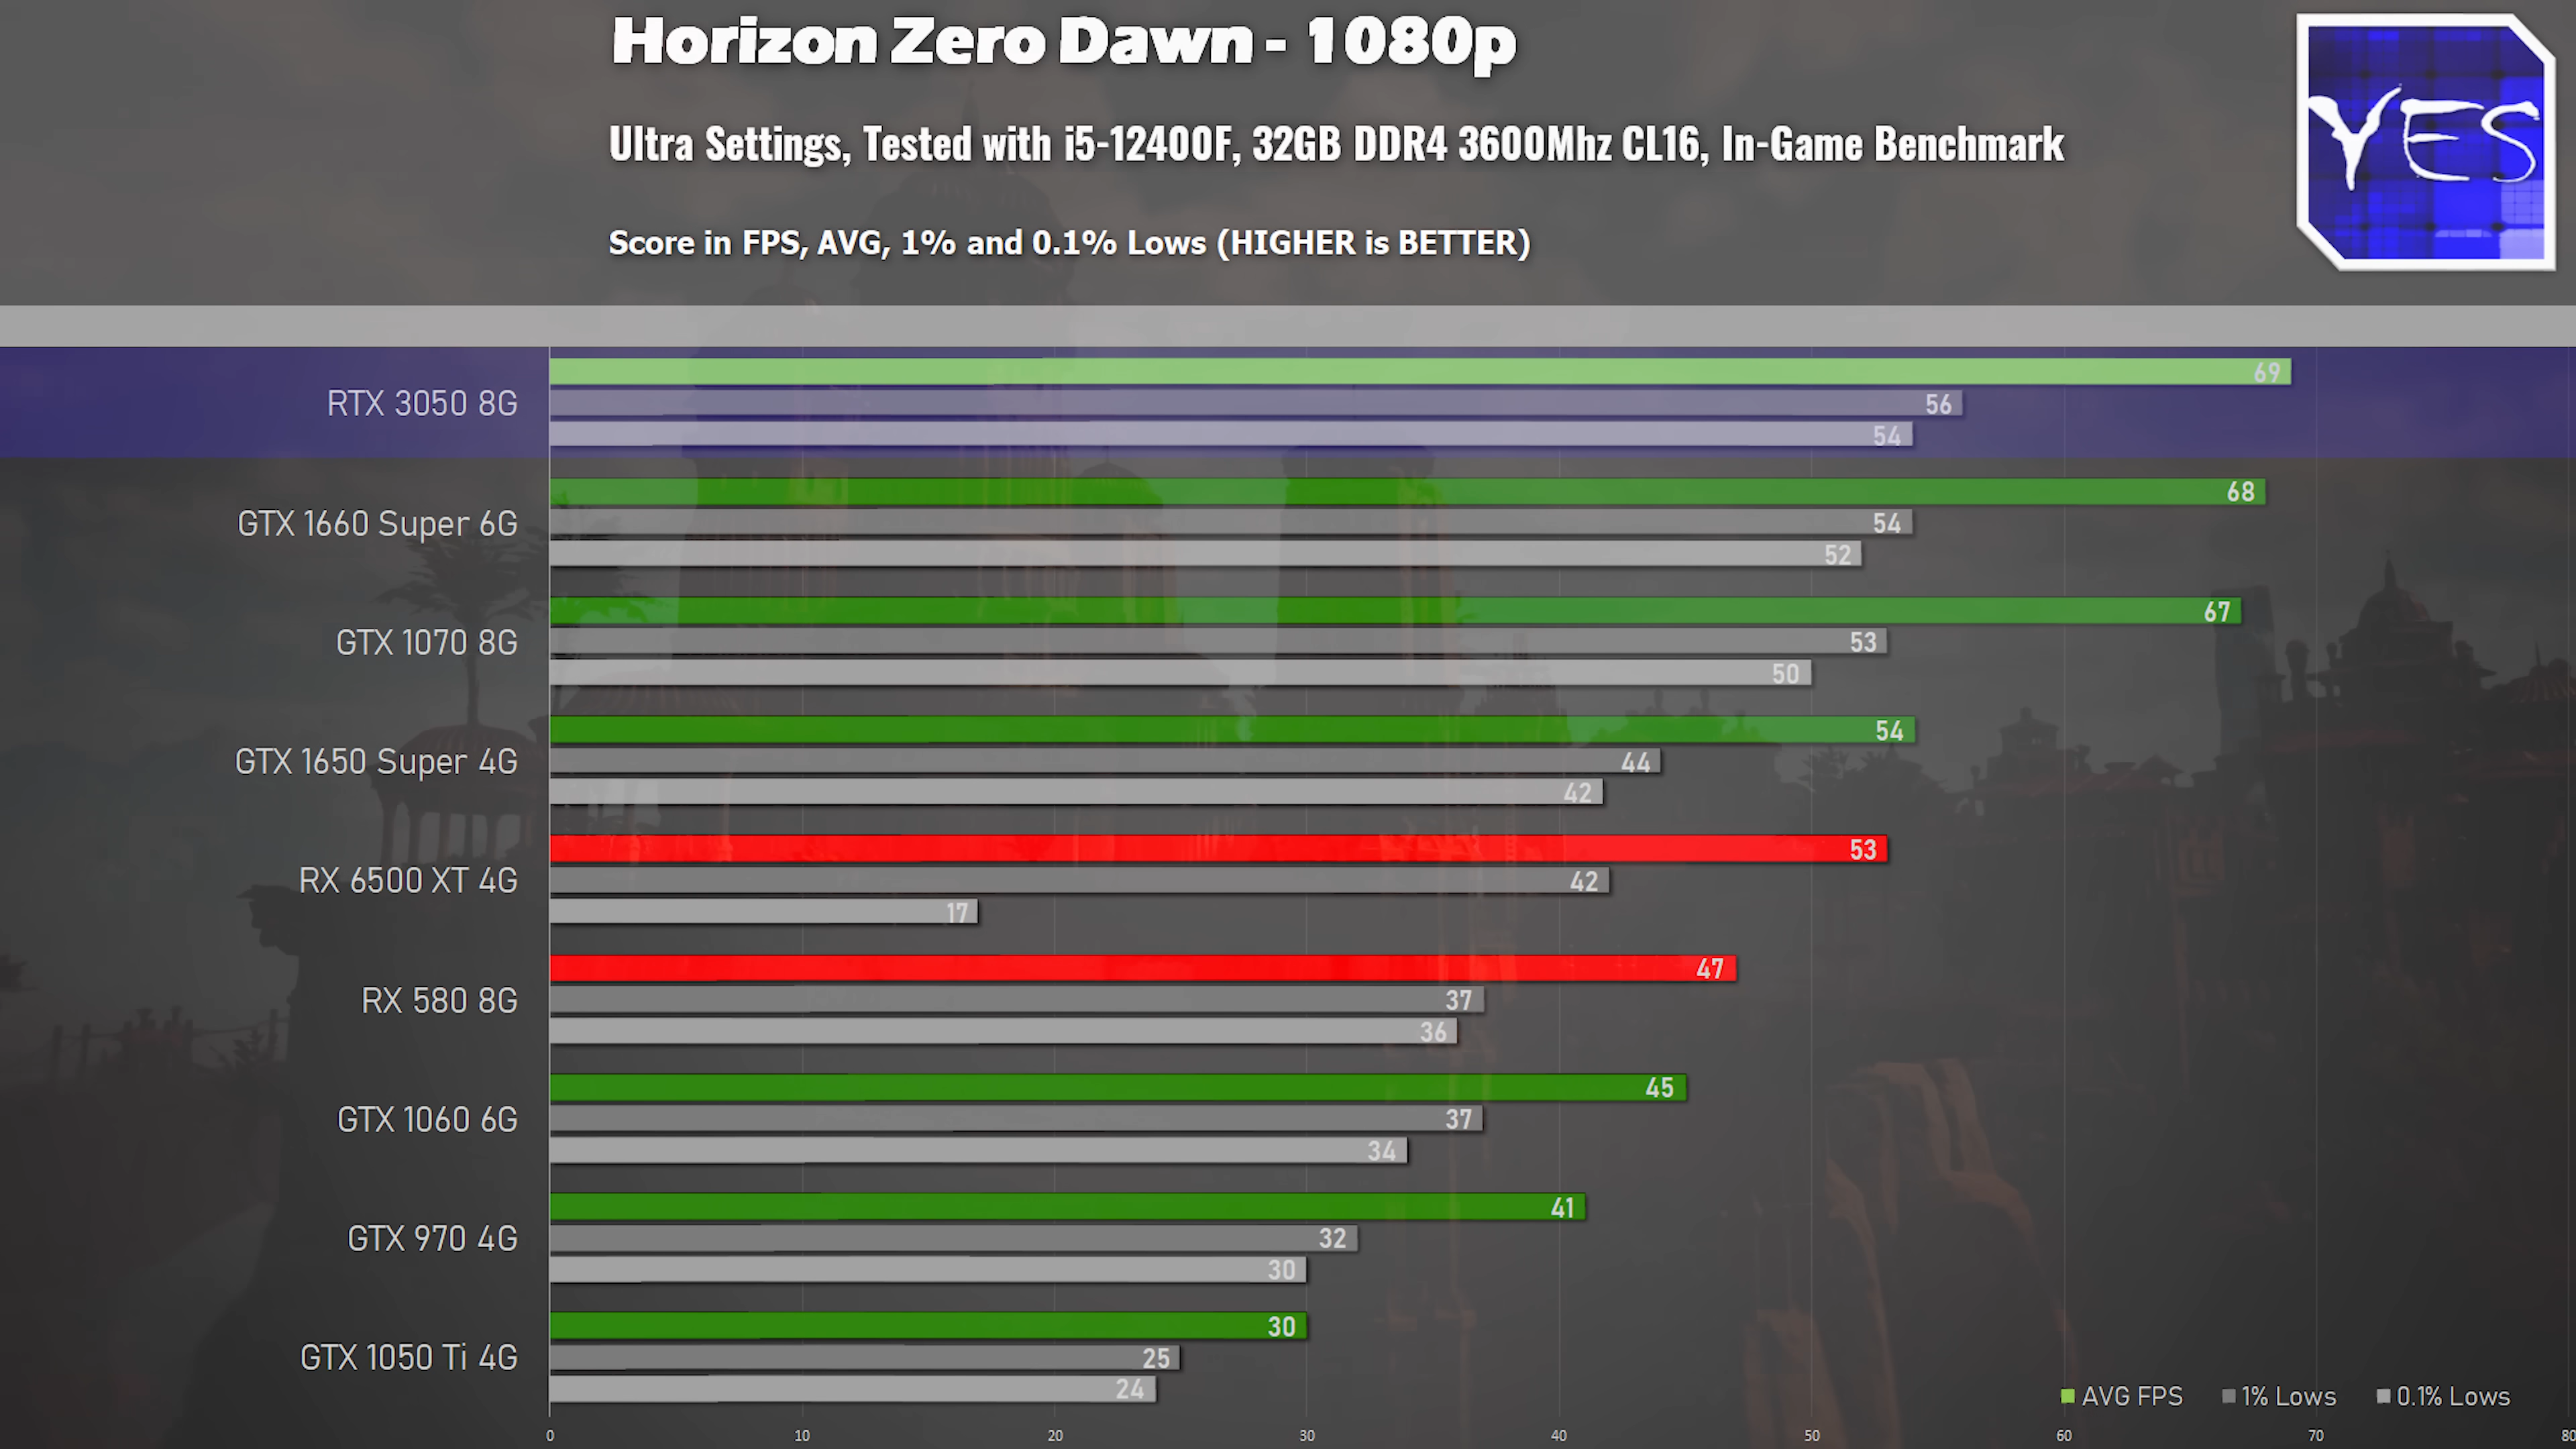 Horizon Zero Dawn - 1080p
Ultra Settings, Tested with i5-12400F, 32GB DDR4 3600Mhz CL16, In-Game Benchmark
Score in FPS, AVG, 1% and 0.1% Lows (HIGHER is BETTER)
YES
RTX 3050 8G
69
56
54
GTX 1660 Super 6G
68
54
52
GTX 1070 8G
67
53
50
GTX 1650 Super 4G
54
44
42
RX 6500 XT 4G
53
42
17
RX 580 8G
47
37
36
GTX 1060 6G
45
37
34
GTX 970 4G
41
32
30
GTX 1050 Ti 4G
30
25
24
AVG FPS 1% Lows 0.1% Lows
0 10 20 30 40 50 60 70 80